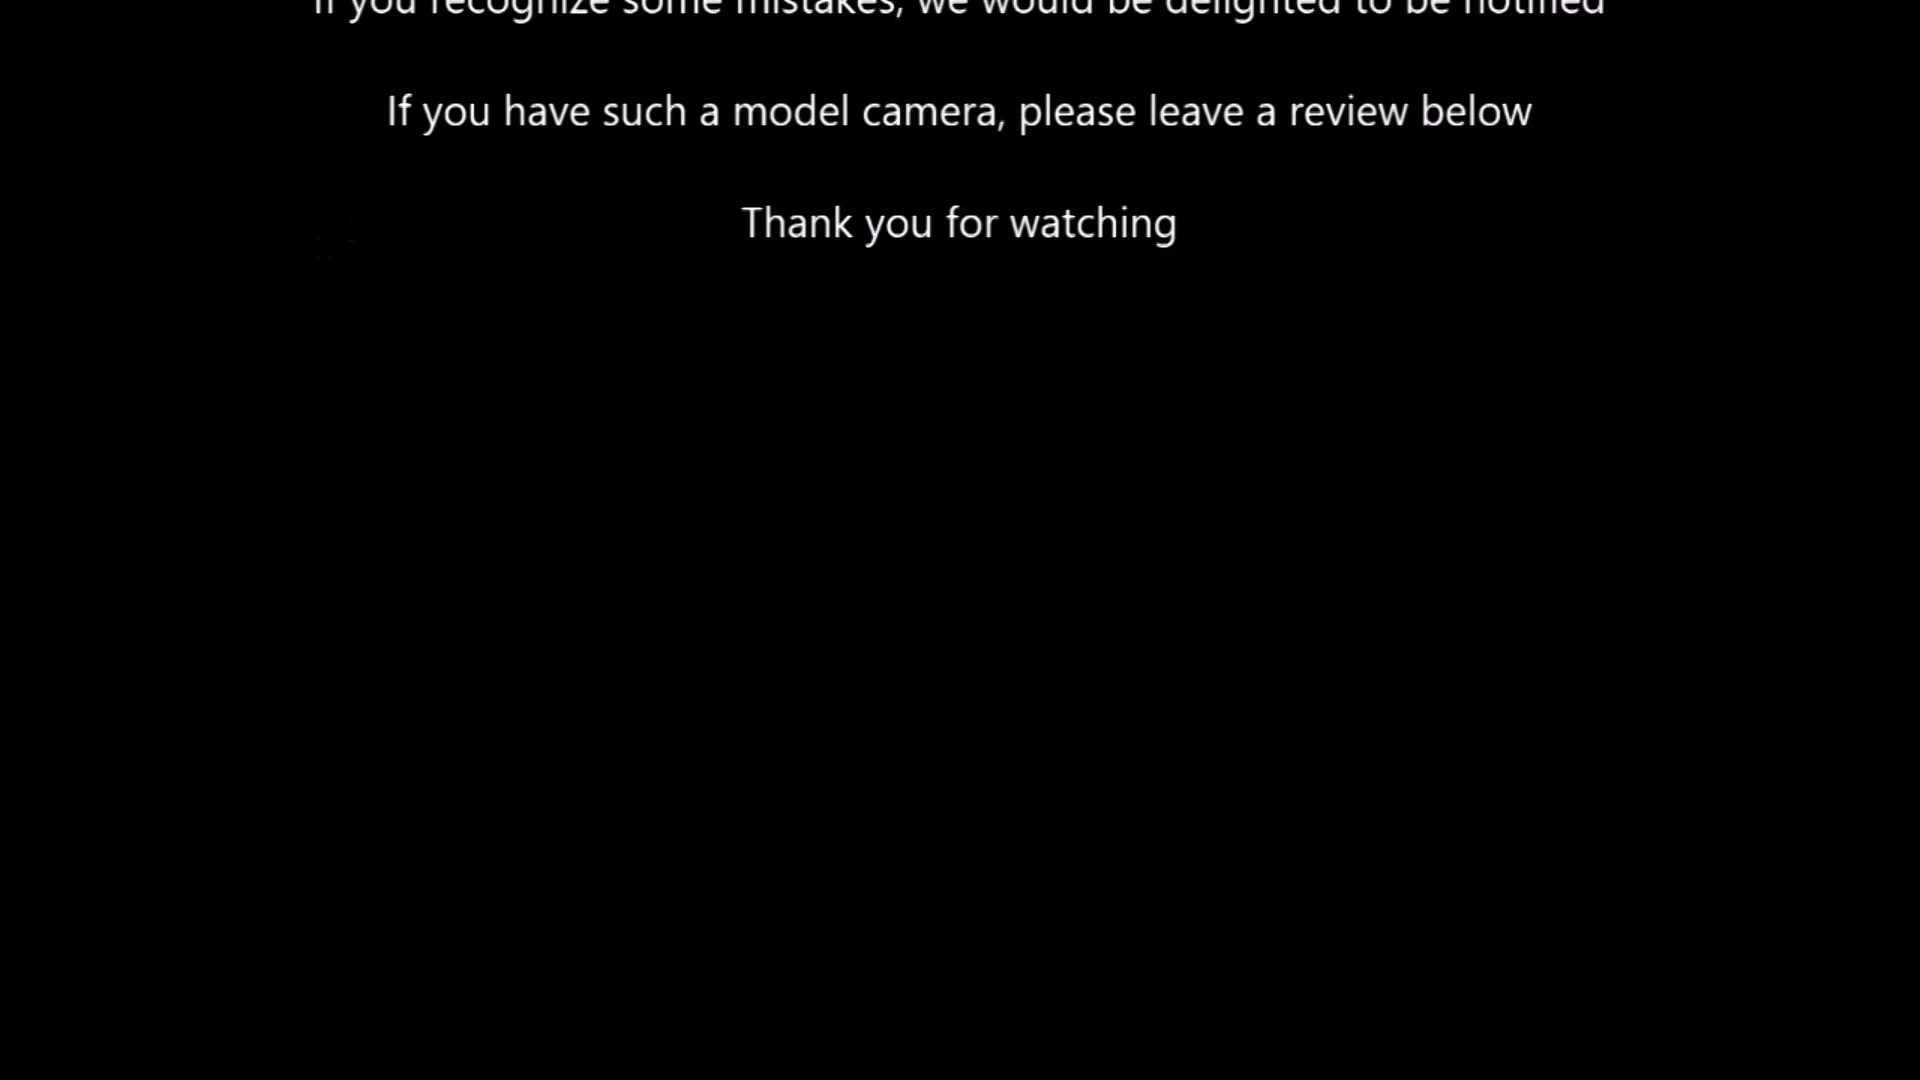 If you recognize some mistakes, we would be delighted to be notified
If you have such a model camera, please leave a review below
Thank you for watching